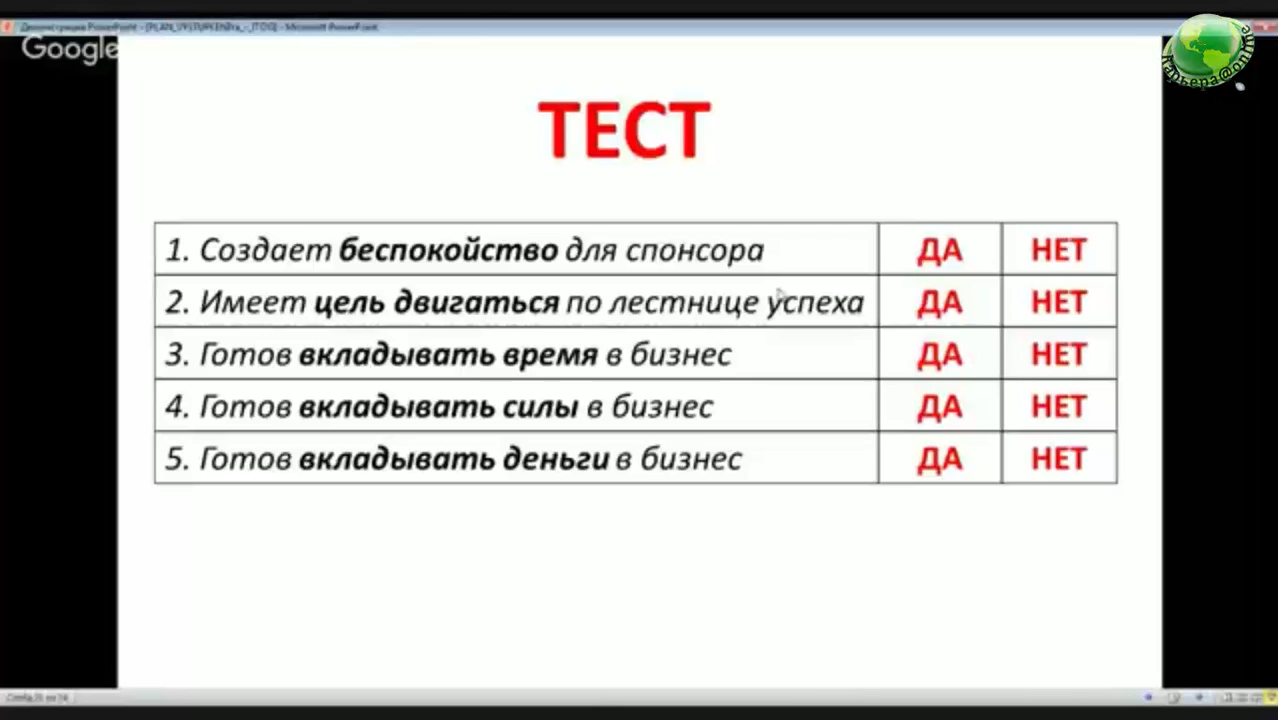 Google
карьера@online
ТЕСТ
1. Создает беспокойство для спонсора ДА НЕТ
2. Имеет цель двигаться по лестнице успеха ДА НЕТ
3. Готов вкладывать время в бизнес ДА НЕТ
4. Готов вкладывать силы в бизнес ДА НЕТ
5. Готов вкладывать деньги в бизнес ДА НЕТ